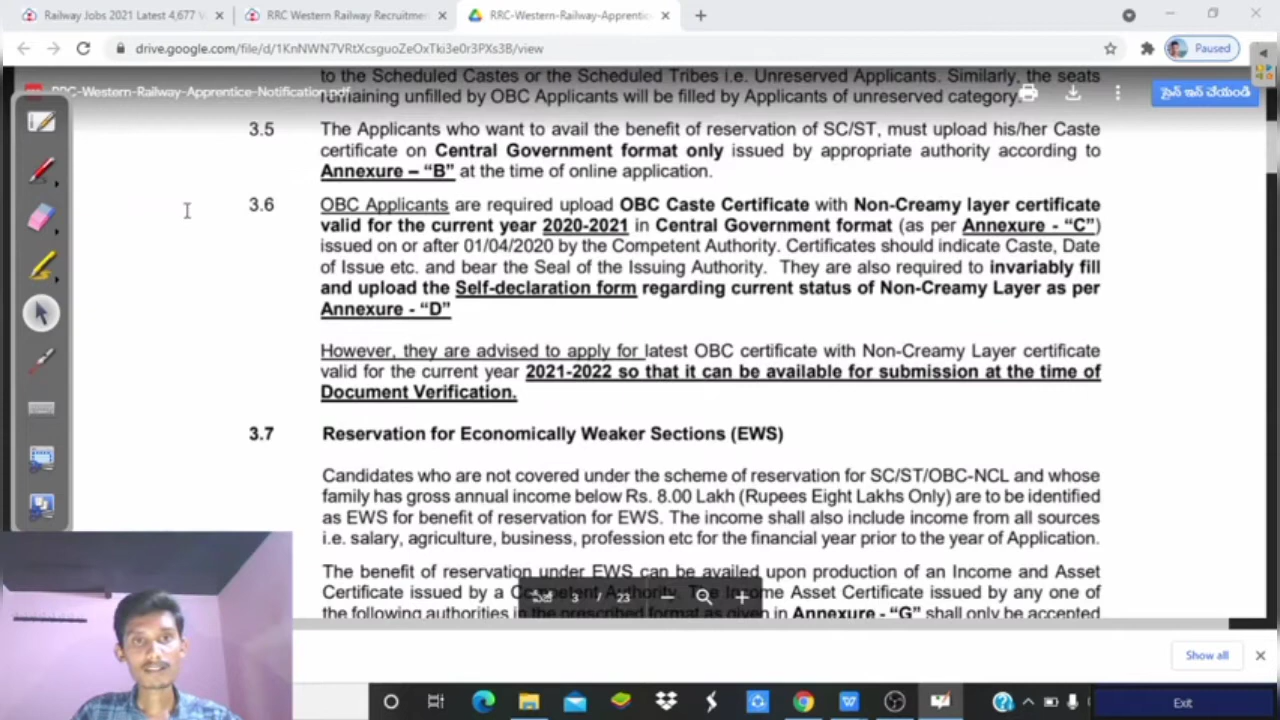 Railway Jobs 2021 Latest 4,677 V
RRC Western Railway Recruitmen
RRC-Western-Railway-Apprentic
drive.google.com/file/d/1KnNWN7VRtXcsguoZeOxTki3e0r3PXs3B/view
Paused
to the Scheduled Castes or the Scheduled Tribes i.e. Unreserved Applicants. Similarly, the seats
RRC-Western-Railway-Apprentice-Notification.pdf
సైన్ ఇన్ చేయండి
remaining unfilled by OBC Applicants will be filled by Applicants of unreserved category.
3.5 The Applicants who want to avail the benefit of reservation of SC/ST, must upload his/her Caste
certificate on Central Government format only issued by appropriate authority according to
Annexure – “B” at the time of online application.
3.6 OBC Applicants are required upload OBC Caste Certificate with Non-Creamy layer certificate
valid for the current year 2020-2021 in Central Government format (as per Annexure - “C”)
issued on or after 01/04/2020 by the Competent Authority. Certificates should indicate Caste, Date
of Issue etc. and bear the Seal of the Issuing Authority. They are also required to invariably fill
and upload the Self-declaration form regarding current status of Non-Creamy Layer as per
Annexure - “D”
However, they are advised to apply for latest OBC certificate with Non-Creamy Layer certificate
valid for the current year 2021-2022 so that it can be available for submission at the time of
Document Verification.
3.7 Reservation for Economically Weaker Sections (EWS)
Candidates who are not covered under the scheme of reservation for SC/ST/OBC-NCL and whose
family has gross annual income below Rs. 8.00 Lakh (Rupees Eight Lakhs Only) are to be identified
as EWS for benefit of reservation for EWS. The income shall also include income from all sources
i.e. salary, agriculture, business, profession etc for the financial year prior to the year of Application.
The benefit of reservation under EWS can be availed upon production of an Income and Asset
Certificate issued by a Competent Authority. The Income Asset Certificate issued by any one of
పేజీ 3 / 23
the following authorities in the prescribed format as given in Annexure - “G” shall only be accepted
Show all
Exit